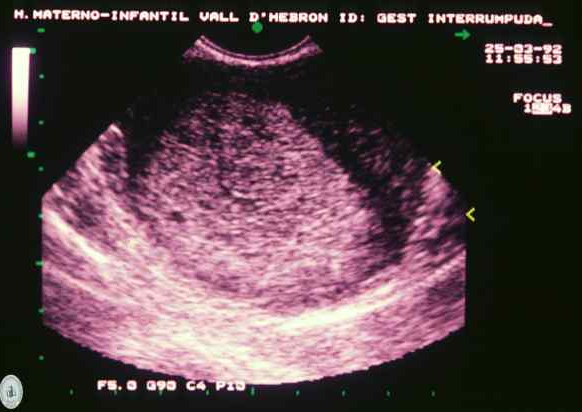 H.MATERNO-INFANTIL VALL D'HEBRON ID: GEST INTERRUMPUDA_
25-03-92
11:55:53
FOCUS
F5.0 G90 C4 P10